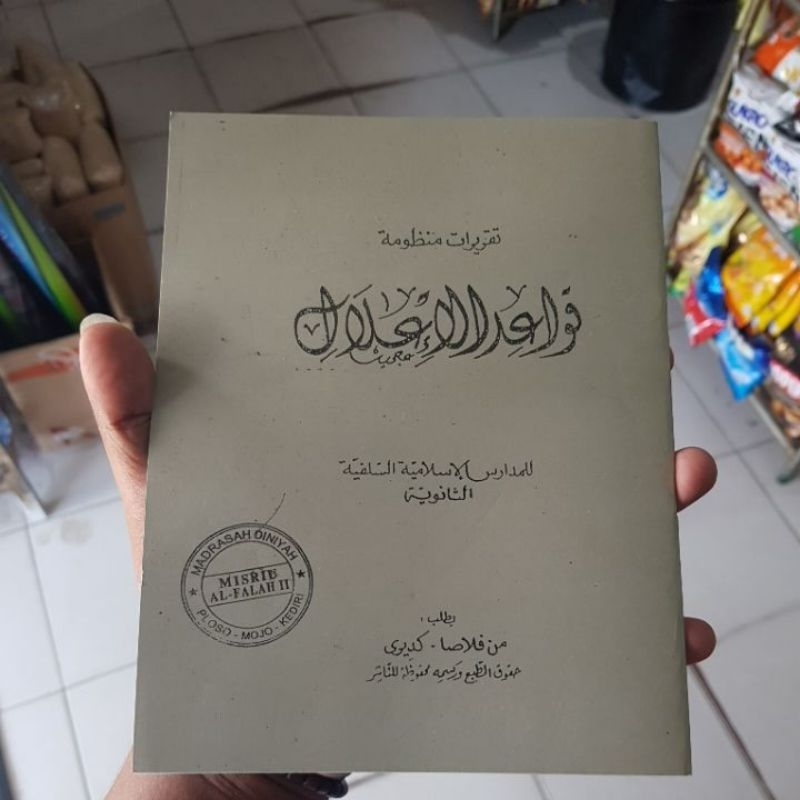 تقريرات منظومة
قواعد الإعلال
للمدارس الإسلامية السلفية
الثانوية
MADRASAH DINIYAH
MISRIU
AL-FALAH II
PLOSO - MOJO - KEDIRI
يطلب :
من فلاصا - كديرى
حقوق الطبع ورسمه محفوظة للناشر